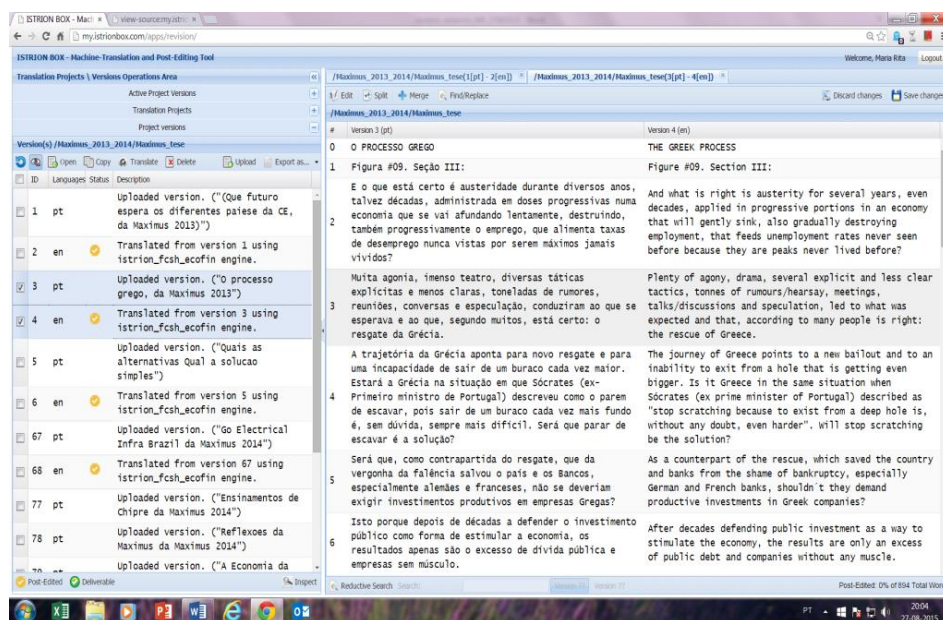 ISTRION BOX - Mach
view-source:my.istri
my.istrionbox.com/apps/revision/
ISTRION BOX - Machine-Translation and Post-Editing Tool
Welcome, Maria Rita Logout
Translation Projects \ Versions Operations Area
Active Project Versions
Translation Projects
Project versions
Version(s) /Maximus_2013_2014/Maximus_tese
Open Copy Translate Delete Upload Export as...
ID Languages Status Description
1 pt Uploaded version. ("(Que futuro
espera os diferentes paiese da CE,
da Maximus 2013)")
2 en Translated from version 1 using
istrion_fcsh_ecofin engine.
3 pt Uploaded version. ("O processo
grego, da Maximus 2013")
4 en Translated from version 3 using
istrion_fcsh_ecofin engine.
5 pt Uploaded version. ("Quais as
alternativas Qual a solucao
simples")
6 en Translated from version 5 using
istrion_fcsh_ecofin engine.
67 pt Uploaded version. ("Go Electrical
Infra Brazil da Maximus 2014")
68 en Translated from version 67 using
istrion_fcsh_ecofin engine.
77 pt Uploaded version. ("Ensinamentos de
Chipre da Maximus 2014")
78 pt Uploaded version. ("Reflexoes da
Maximus da Maximus 2014")
Uploaded version. ("A Economia da
Post-Edited Deliverable Inspect
/Maximus_2013_2014/Maximus_tese(1[pt] - 2[en]) /Maximus_2013_2014/Maximus_tese(3[pt] - 4[en])
Edit Split Merge Find/Replace Discard changes Save changes
/Maximus_2013_2014/Maximus_tese
# Version 3 (pt) Version 4 (en)
0 O PROCESSO GREGO
THE GREEK PROCESS
1 Figura #09. Seção III:
Figure #09. Section III:
2 E o que está certo é austeridade durante diversos anos,
talvez décadas, administrada em doses progressivas numa
economia que se vai afundando lentamente, destruindo,
também progressivamente o emprego, que alimenta taxas
de desemprego nunca vistas por serem máximos jamais
vividos?
And what is right is austerity for several years, even
decades, applied in progressive portions in an economy
that will gently sink, also gradually destroying
employment, that feeds unemployment rates never seen
before because they are peaks never lived before?
3 Muita agonia, imenso teatro, diversas táticas
explícitas e menos claras, toneladas de rumores,
reuniões, conversas e especulação, conduziram ao que se
esperava e ao que, segundo muitos, está certo: o
resgate da Grécia.
Plenty of agony, drama, several explicit and less clear
tactics, tonnes of rumours/hearsay, meetings,
talks/discussions and speculation, led to what was
expected and that, according to many people is right:
the rescue of Greece.
4 A trajetória da Grécia aponta para novo resgate e para
uma incapacidade de sair de um buraco cada vez maior.
Estará a Grécia na situação em que Sócrates (ex-
Primeiro ministro de Portugal) descreveu como o parem
de escavar, pois sair de um buraco cada vez mais fundo
é, sem dúvida, sempre mais difícil. Será que parar de
escavar é a solução?
The journey of Greece points to a new bailout and to an
inability to exit from a hole that is getting even
bigger. Is it Greece in the same situation when
Sócrates (ex prime minister of Portugal) described as
"stop scratching because to exist from a deep hole is,
without any doubt, even harder". Will stop scratching
be the solution?
5 Será que, como contrapartida do resgate, que da
vergonha da falência salvou o país e os Bancos,
especialmente alemães e franceses, não se deveriam
exigir investimentos produtivos em empresas Gregas?
As a counterpart of the rescue, which saved the country
and banks from the shame of bankruptcy, especially
German and French banks, shouldn´t they demand
productive investments in Greek companies?
6 Isto porque depois de décadas a defender o investimento
público como forma de estimular a economia, os
resultados apenas são o excesso de dívida pública e
empresas sem músculo.
After decades defending public investment as a way to
stimulate the economy, the results are only an excess
of public debt and companies without any muscle.
Reductive Search Search: Post-Edited: 0% of 894 Total Wor
PT 20:04
27-08-2015